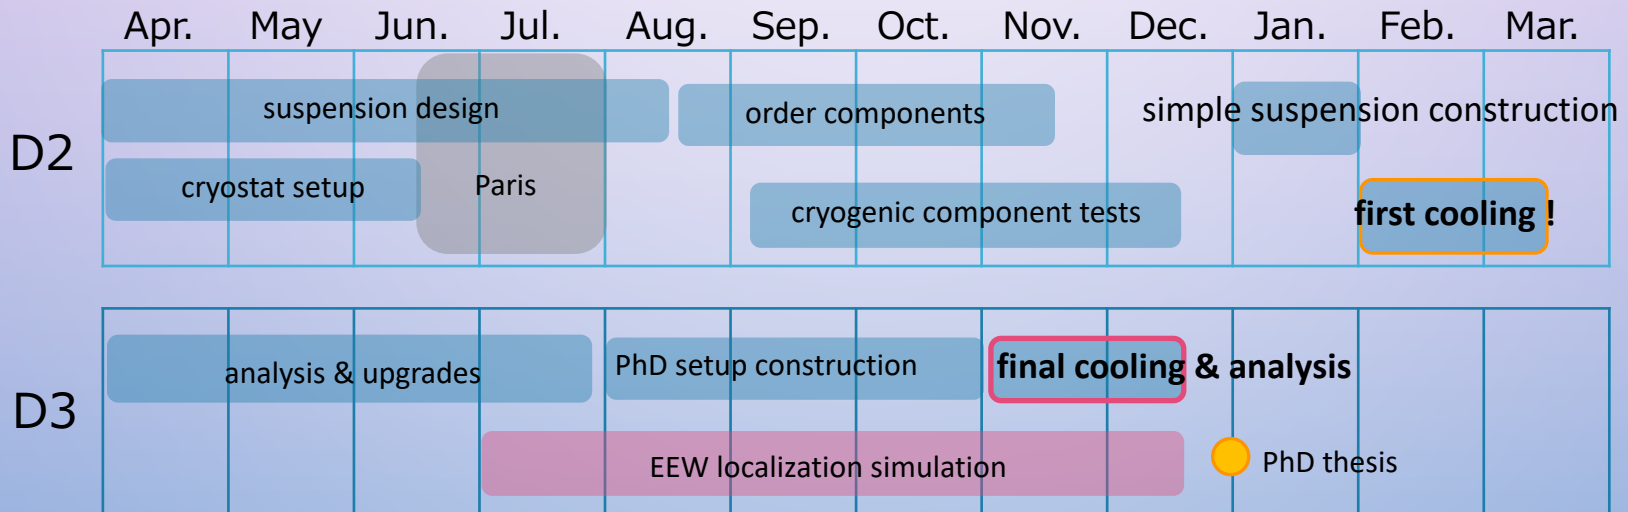 Apr. May Jun. Jul. Aug. Sep. Oct. Nov. Dec. Jan. Feb. Mar.
D2
suspension design
order components
simple suspension construction
cryostat setup
Paris
cryogenic component tests
first cooling !
D3
analysis & upgrades
PhD setup construction
final cooling & analysis
EEW localization simulation
PhD thesis